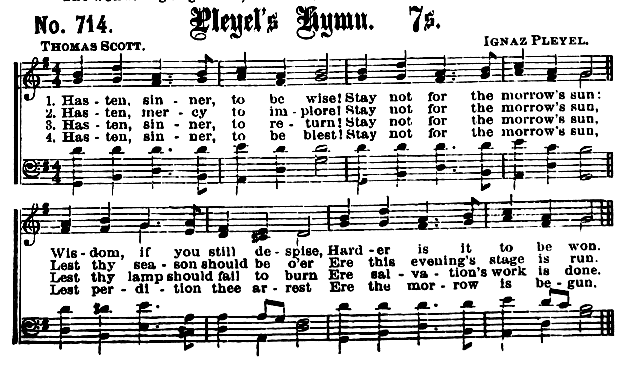 No. 714. Pleyel's Hymn. 7s.
THOMAS SCOTT. IGNAZ PLEYEL.
1. Has - ten, sin - ner, to be wise! Stay not for the morrow's sun:
2. Has - ten, mer - cy to im - plore! Stay not for the morrow's sun,
3. Has - ten, sin - ner, to re - turn! Stay not for the morrow's sun,
4. Has - ten, sin - ner, to be blest! Stay not for the morrow's sun,
Wis - dom, if you still de - spise, Hard - er is it to be won.
Lest thy sea - son should be o'er Ere this evening's stage is run.
Lest thy lamp should fail to burn Ere sal - va - tion's work is done.
Lest per - di - tion thee ar - rest Ere the mor - row is be - gun.